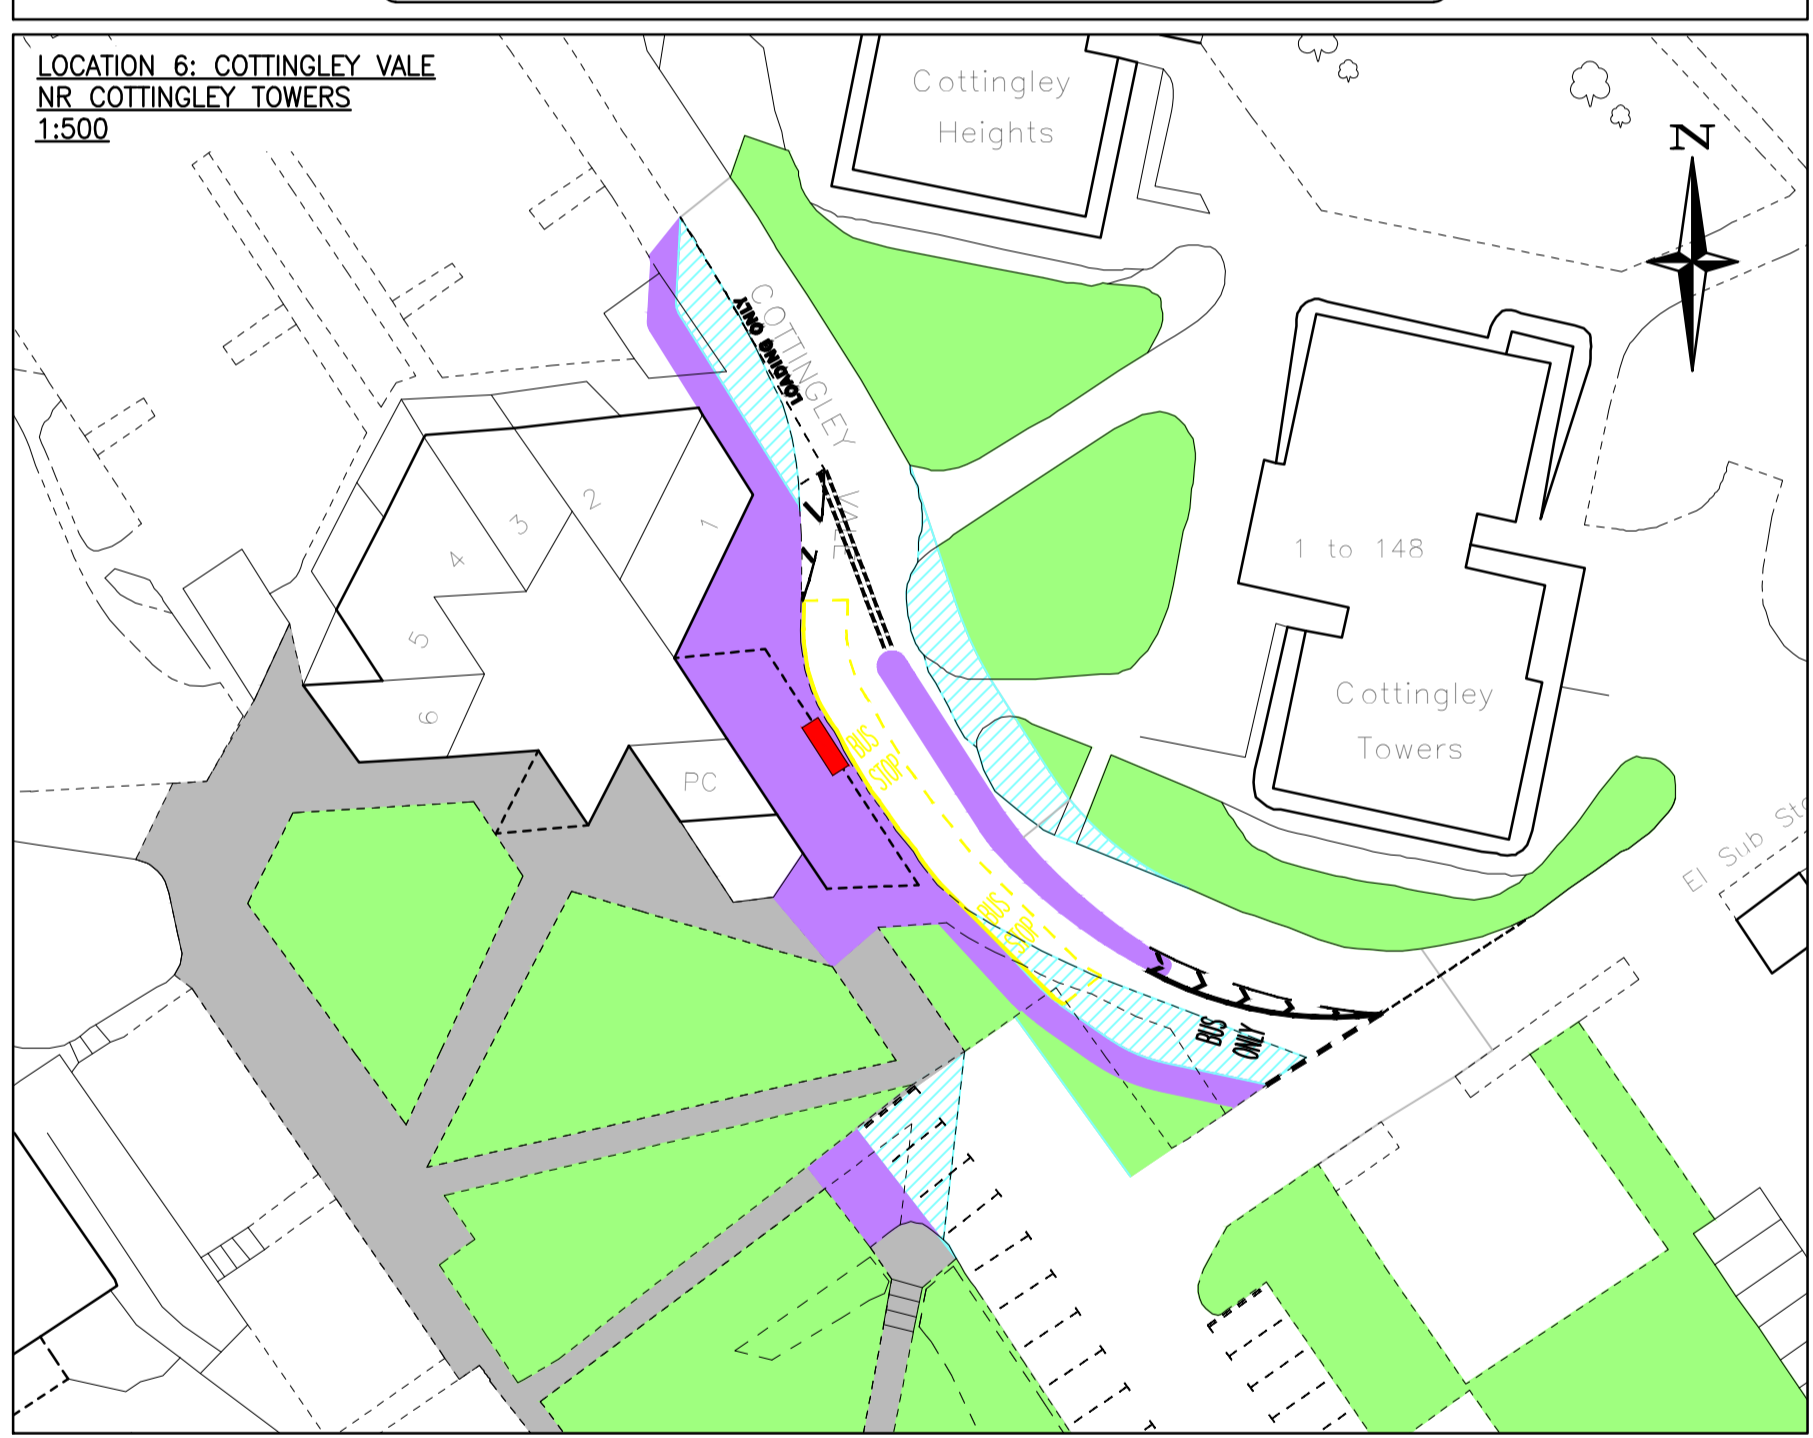 LOCATION 6: COTTINGLEY VALE
NR COTTINGLEY TOWERS
1:500
Cottingley
Heights
N
COTTINGLEY VALE
LOADING ONLY
1
2
3
4
5
6
PC
1 to 148
Cottingley
Towers
BUS
STOP
BUS
STOP
BUS
ONLY
El Sub Sta